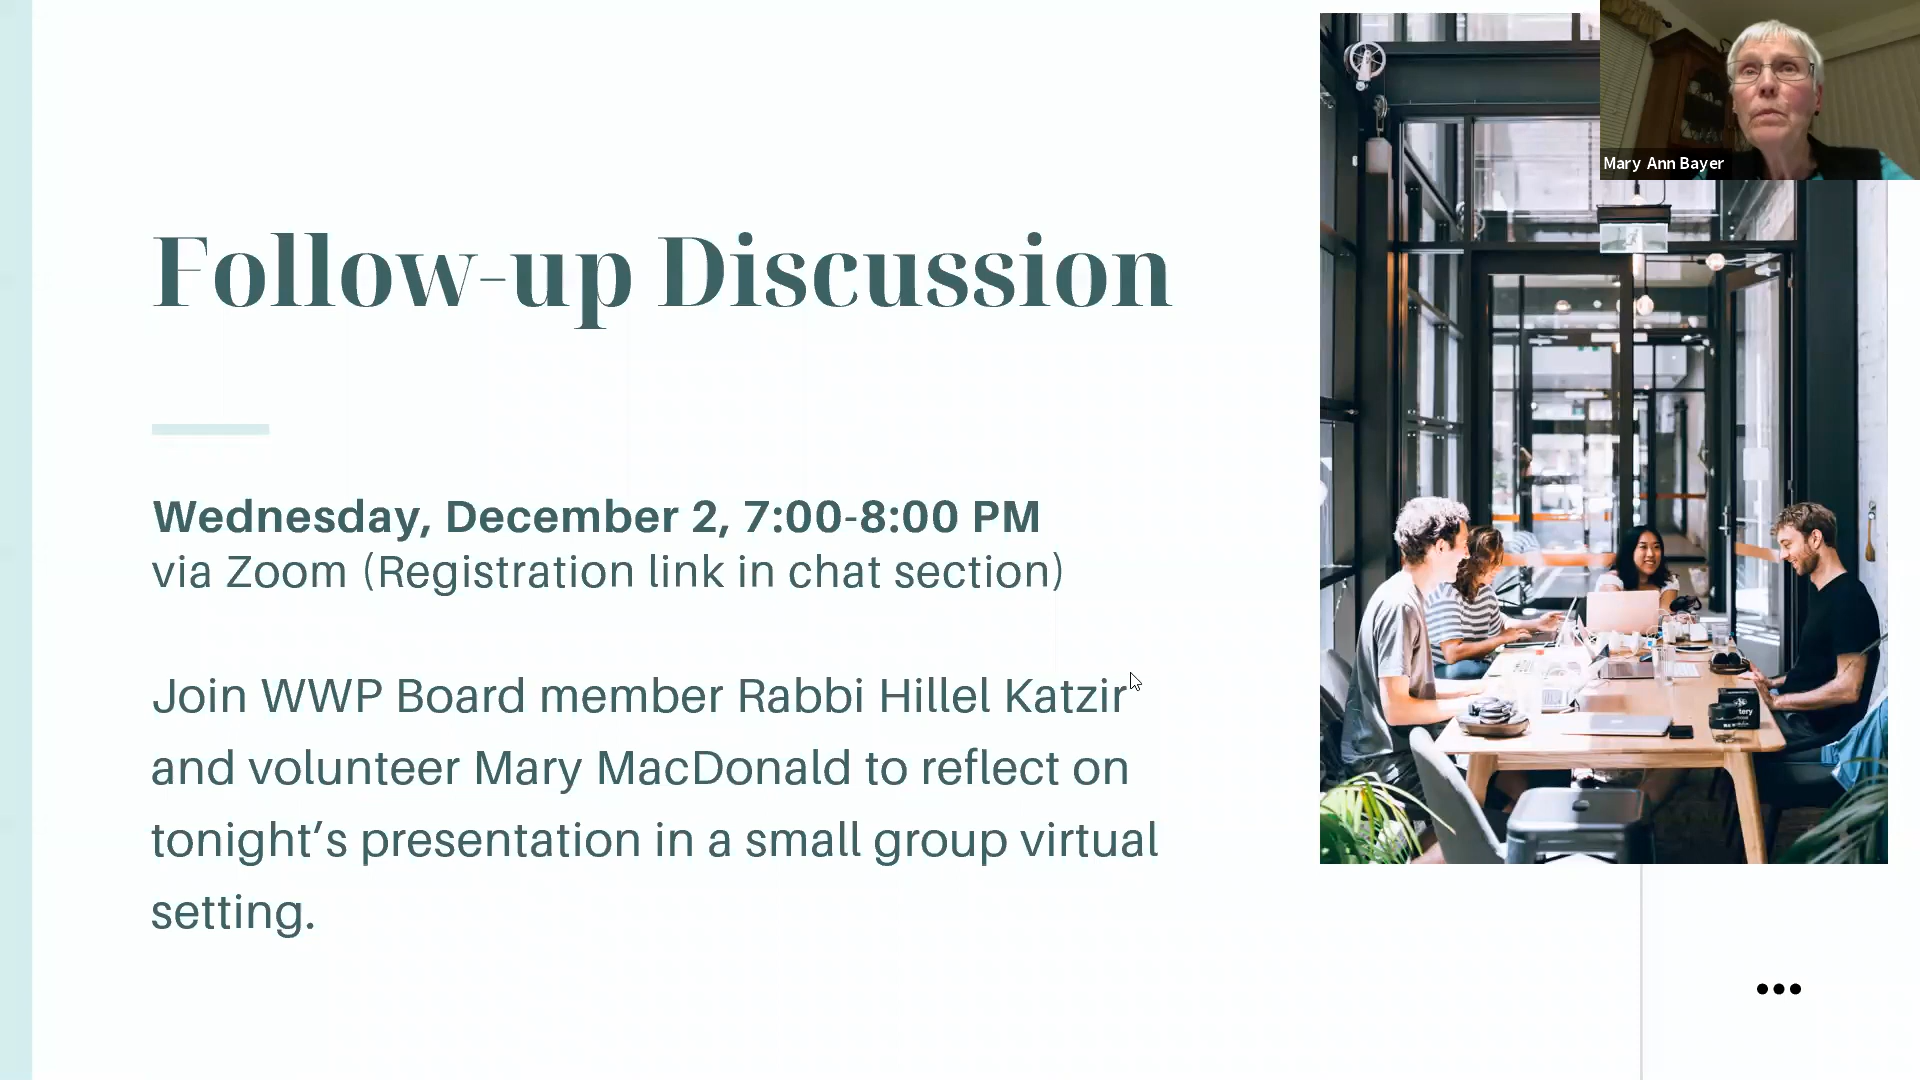 Mary Ann Bayer
Follow-up Discussion
Wednesday, December 2, 7:00-8:00 PM
via Zoom (Registration link in chat section)
Join WWP Board member Rabbi Hillel Katzir
and volunteer Mary MacDonald to reflect on
tonight’s presentation in a small group virtual
setting.
tery